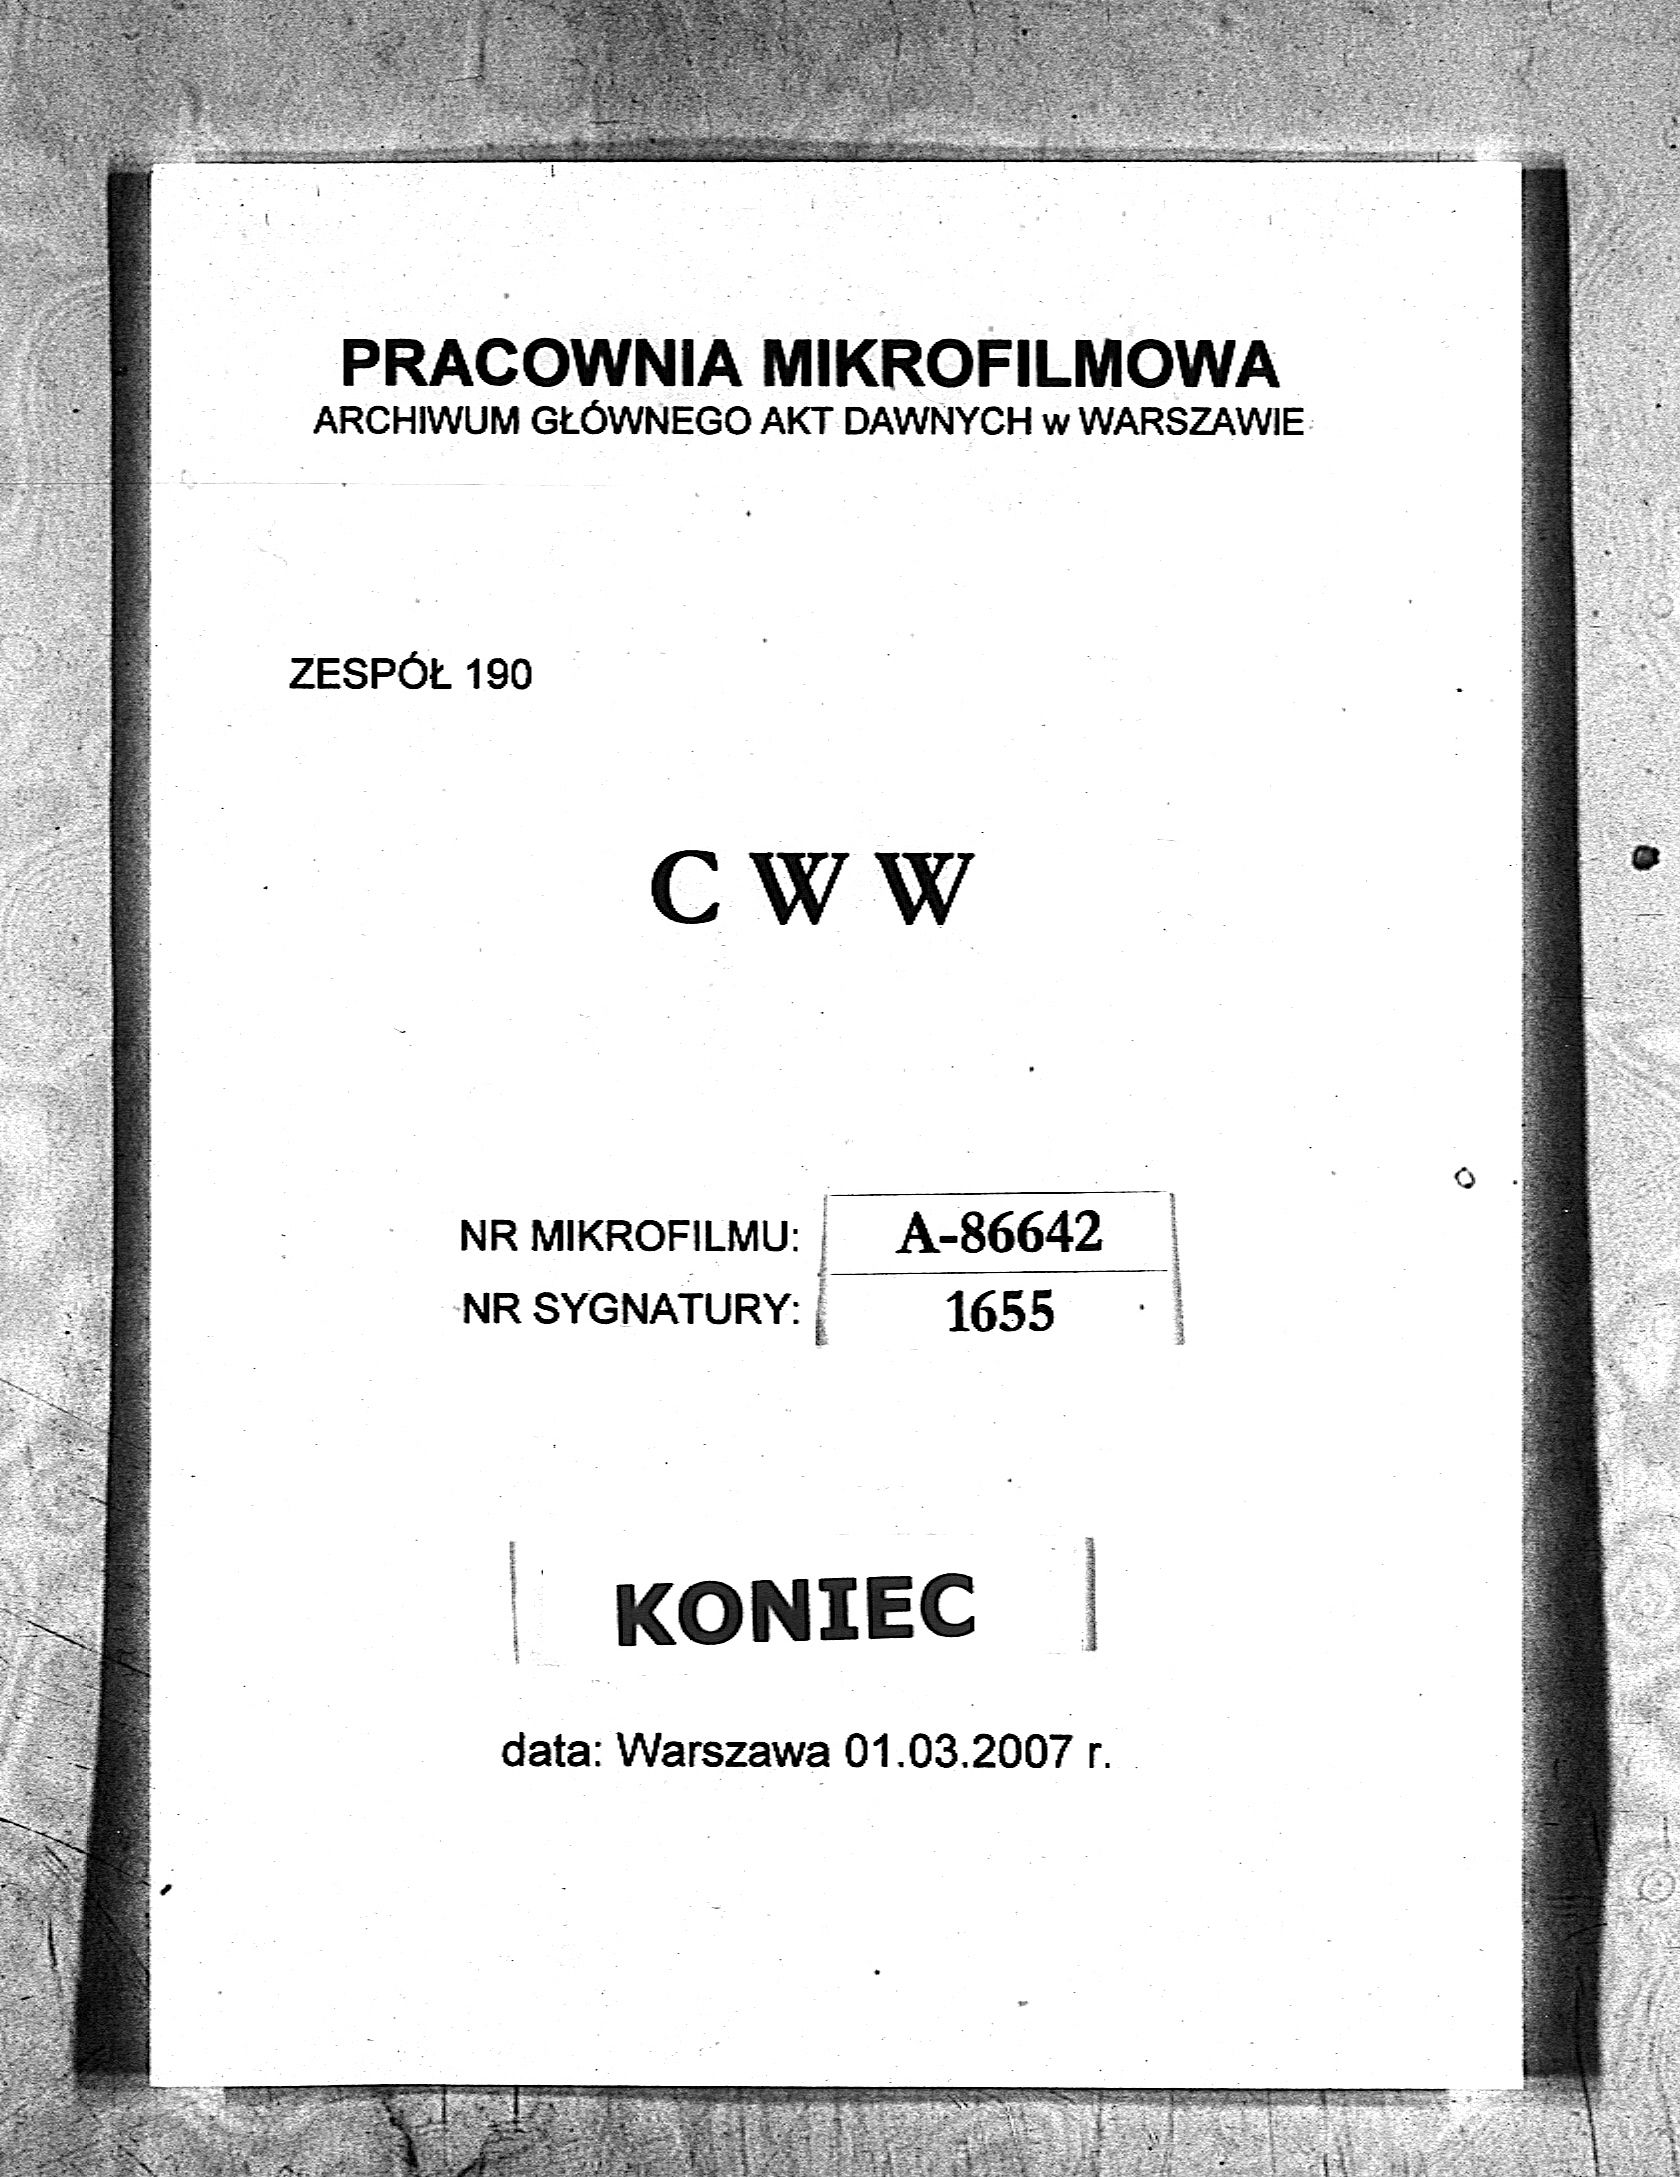 PRACOWNIA MIKROFILMOWA
ARCHIWUM GŁÓWNEGO AKT DAWNYCH w WARSZAWIE
ZESPÓŁ 190
C W W
NR MIKROFILMU: A-86642
NR SYGNATURY: 1655
KONIEC
data: Warszawa 01.03.2007 r.